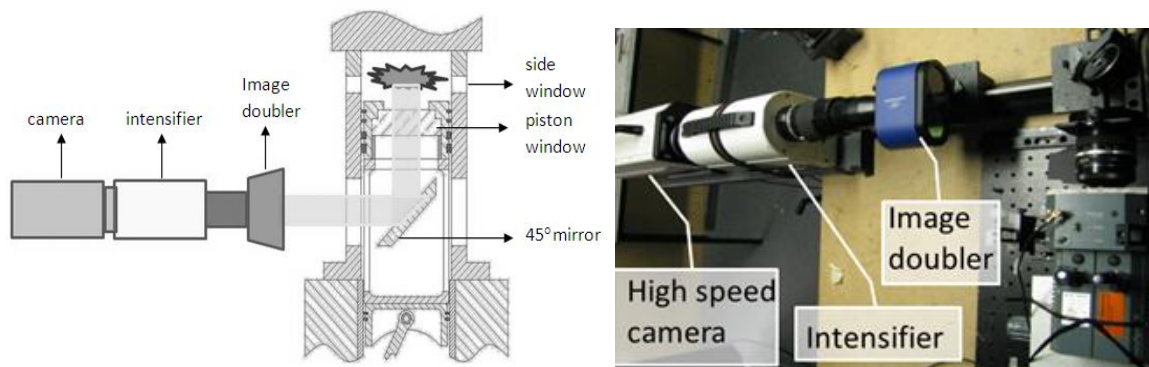 side
window
Image
doubler
camera
intensifier
piston
window
45° mirror
Image
doubler
High speed
camera
Intensifier